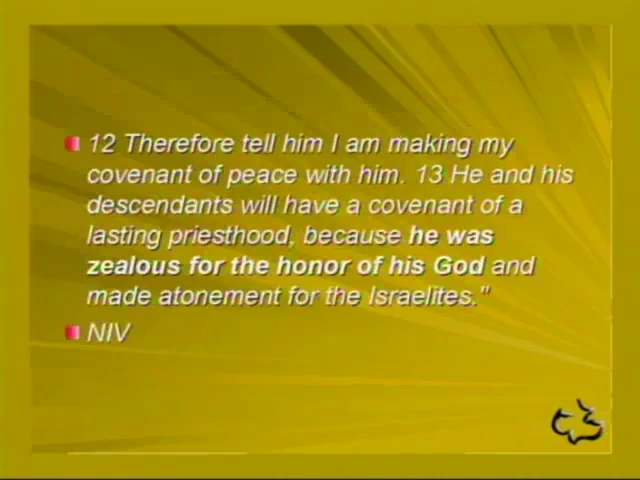 12 Therefore tell him I am making my
covenant of peace with him. 13 He and his
descendants will have a covenant of a
lasting priesthood, because he was
zealous for the honor of his God and
made atonement for the Israelites."
NIV